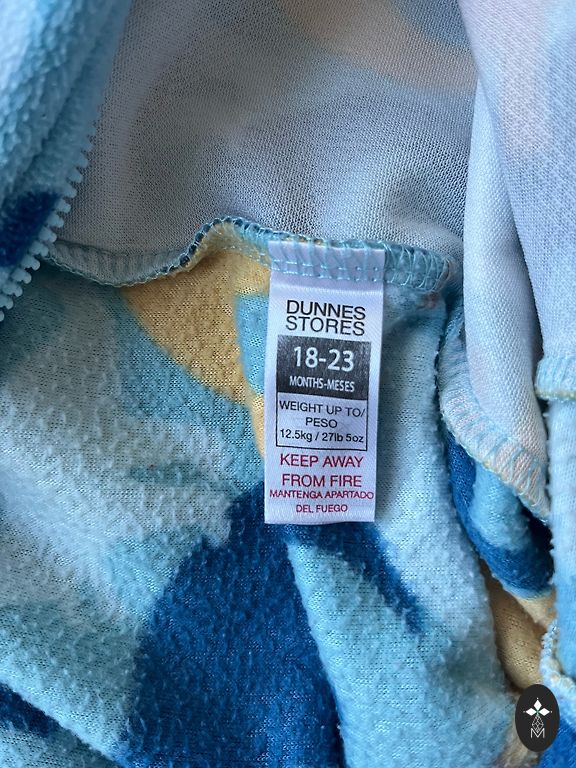 DUNNES
STORES
18-23
MONTHS-MESES
WEIGHT UP TO/
PESO
12.5kg / 27lb 5oz
KEEP AWAY
FROM FIRE
MANTENGA APARTADO
DEL FUEGO